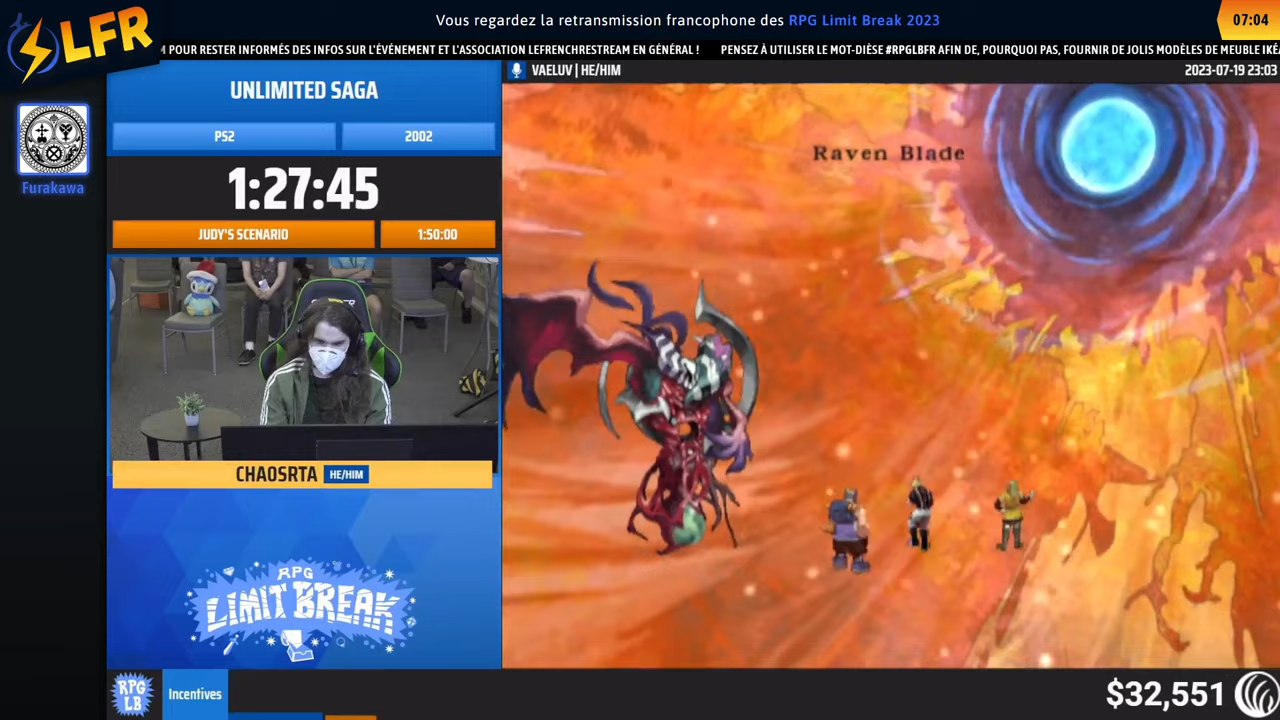 LFR
Vous regardez la retransmission francophone des RPG Limit Break 2023
07:04
M POUR RESTER INFORMÉS DES INFOS SUR L'ÉVÉNEMENT ET L'ASSOCIATION LEFRENCHRESTREAM EN GÉNÉRAL ! PENSEZ À UTILISER LE MOT-DIÈSE #RPGLBFR AFIN DE, POURQUOI PAS, FOURNIR DE JOLIS MODÈLES DE MEUBLE IKÉ
VAELUV | HE/HIM
2023-07-19 23:03
UNLIMITED SAGA
PS2
2002
1:27:45
JUDY'S SCENARIO
1:50:00
Furakawa
Raven Blade
CHAOSRTA HE/HIM
RPG
LIMIT BREAK
RPG
LB
Incentives
$32,551